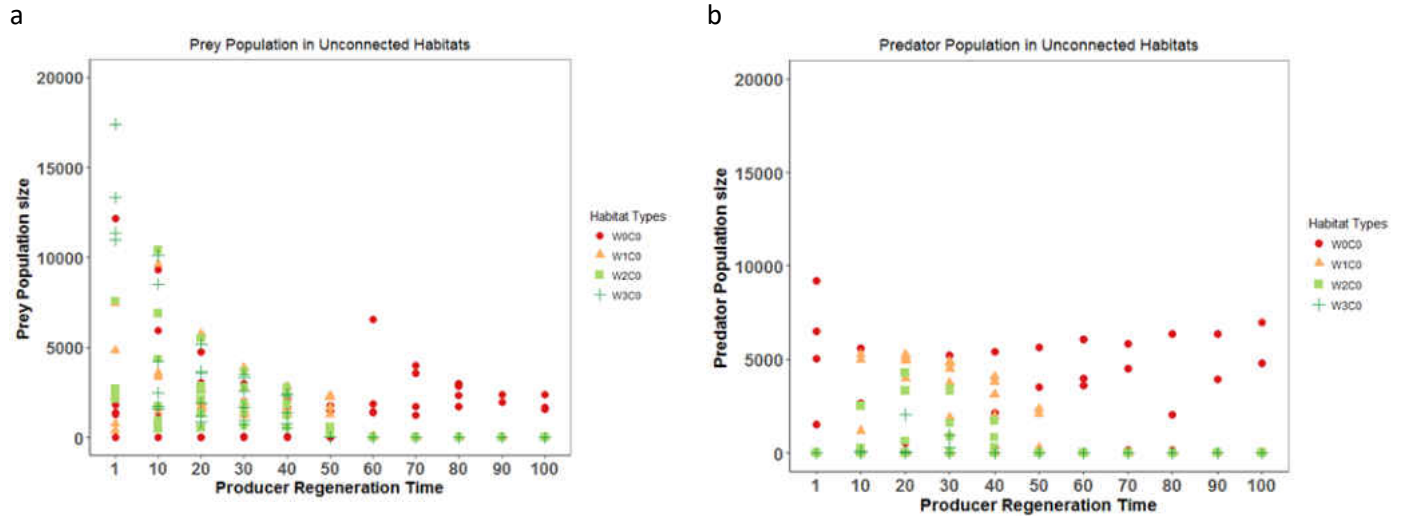 a
Prey Population in Unconnected Habitats
20000
15000
10000
5000
0
Prey Population size
1 10 20 30 40 50 60 70 80 90 100
Producer Regeneration Time
Habitat Types
W0C0
W1C0
W2C0
W3C0
b
Predator Population in Unconnected Habitats
20000
15000
10000
5000
0
Predator Population size
1 10 20 30 40 50 60 70 80 90 100
Producer Regeneration Time
Habitat Types
W0C0
W1C0
W2C0
W3C0